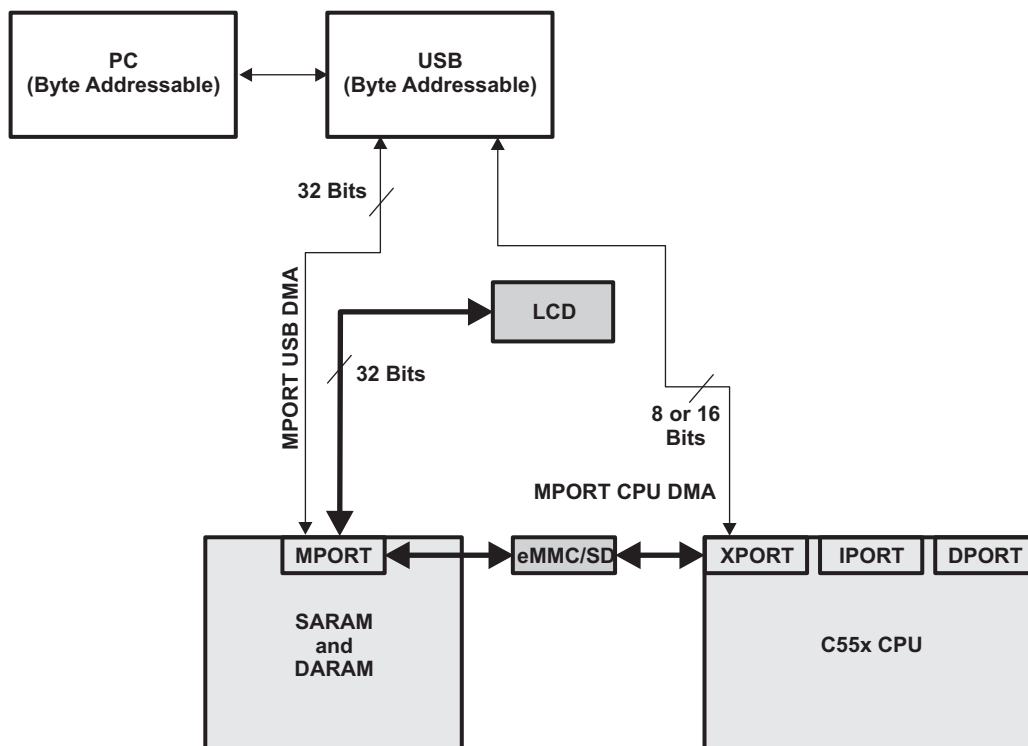 PC
(Byte Addressable)
USB
(Byte Addressable)
32 Bits
MPORT USB DMA
LCD
32 Bits
8 or 16
Bits
MPORT CPU DMA
MPORT
eMMC/SD
XPORT
IPORT
DPORT
SARAM
and
DARAM
C55x CPU